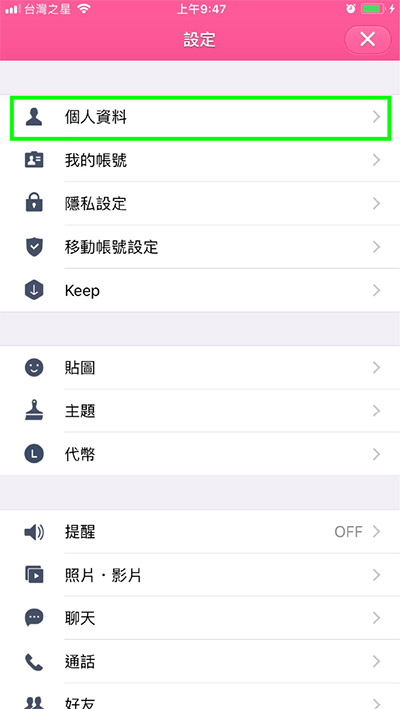 台灣之星 上午9:47
設定
個人資料
我的帳號
隱私設定
移動帳號設定
Keep
貼圖
主題
L 代幣
提醒 OFF
照片・影片
聊天
通話
好友